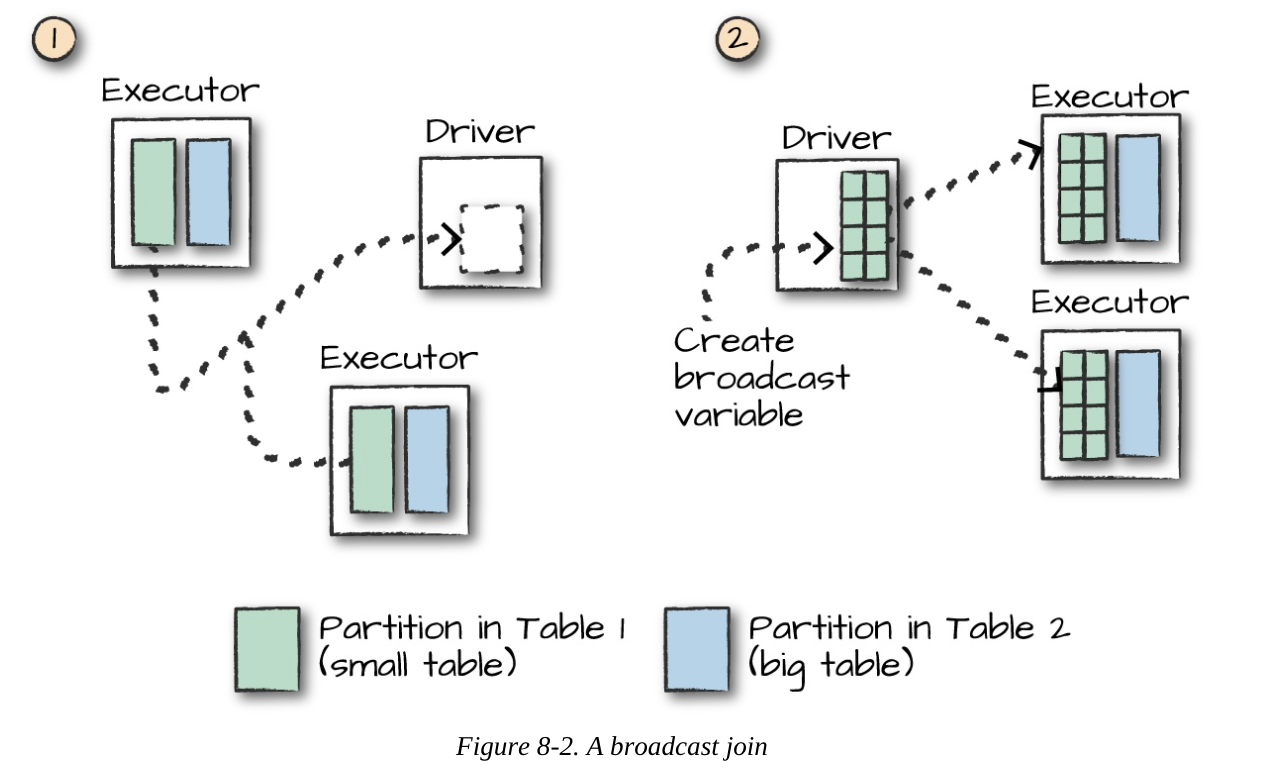 1
Executor
Driver
Executor
2
Driver
Executor
Executor
Create
broadcast
variable
Partition in Table 1
(small table)
Partition in Table 2
(big table)
Figure 8-2. A broadcast join